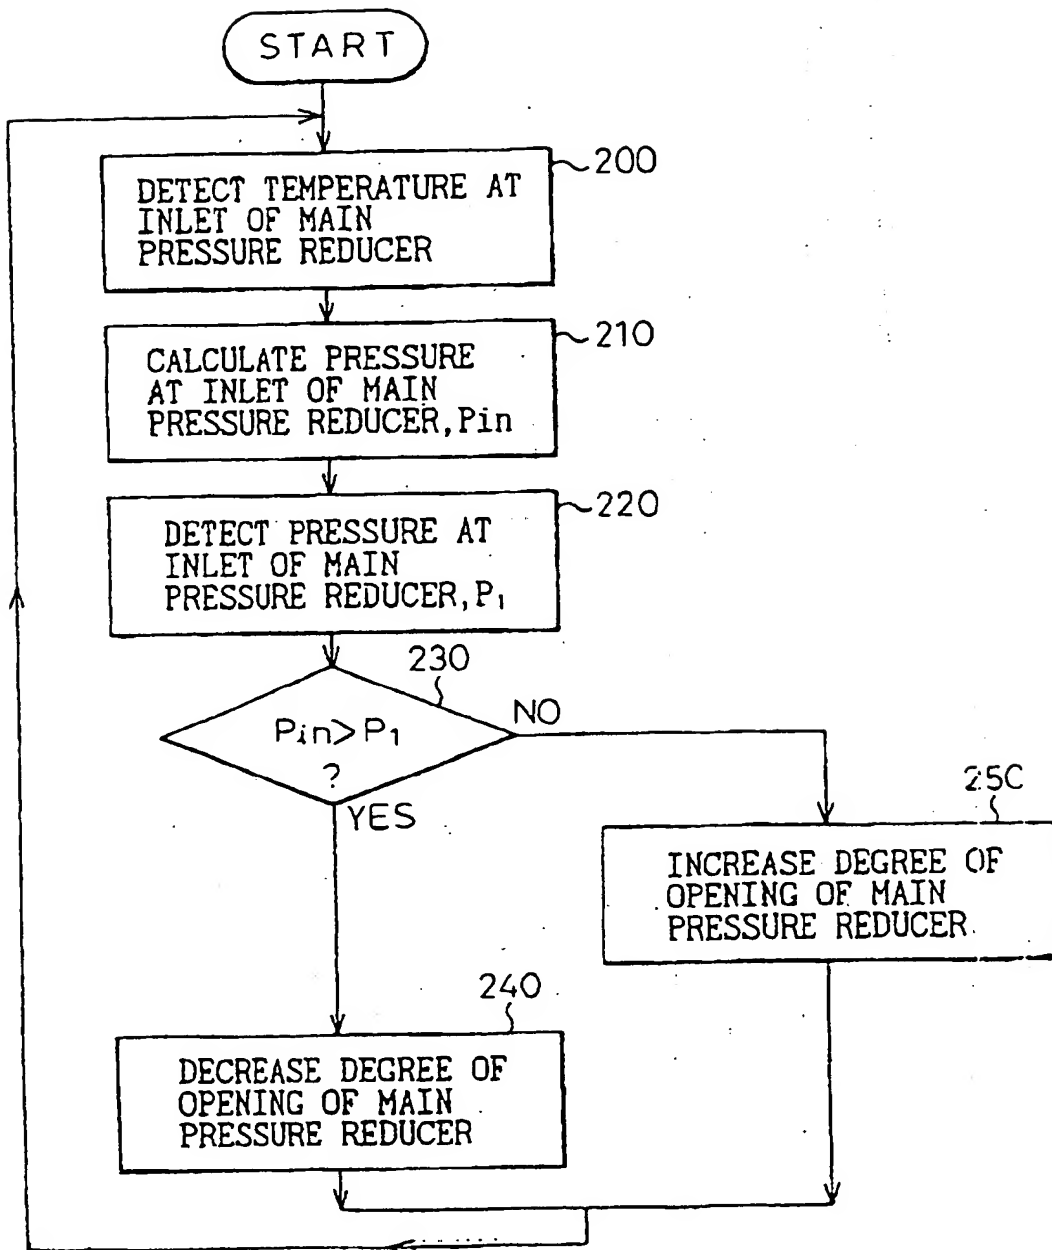 START
DETECT TEMPERATURE AT
INLET OF MAIN
PRESSURE REDUCER
200
CALCULATE PRESSURE
AT INLET OF MAIN
PRESSURE REDUCER, Pin
210
DETECT PRESSURE AT
INLET OF MAIN
PRESSURE REDUCER, P₁
220
230
Pin > P₁
?
NO
YES
250
INCREASE DEGREE OF
OPENING OF MAIN
PRESSURE REDUCER
240
DECREASE DEGREE OF
OPENING OF MAIN
PRESSURE REDUCER